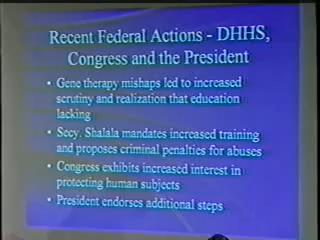 Recent Federal Actions - DHHS,
Congress and the President
• Gene therapy mishaps led to increased
scrutiny and realization that education
lacking
• Secy. Shalala mandates increased training
and proposes criminal penalties for abuses
• Congress exhibits increased interest in
protecting human subjects
• President endorses additional steps